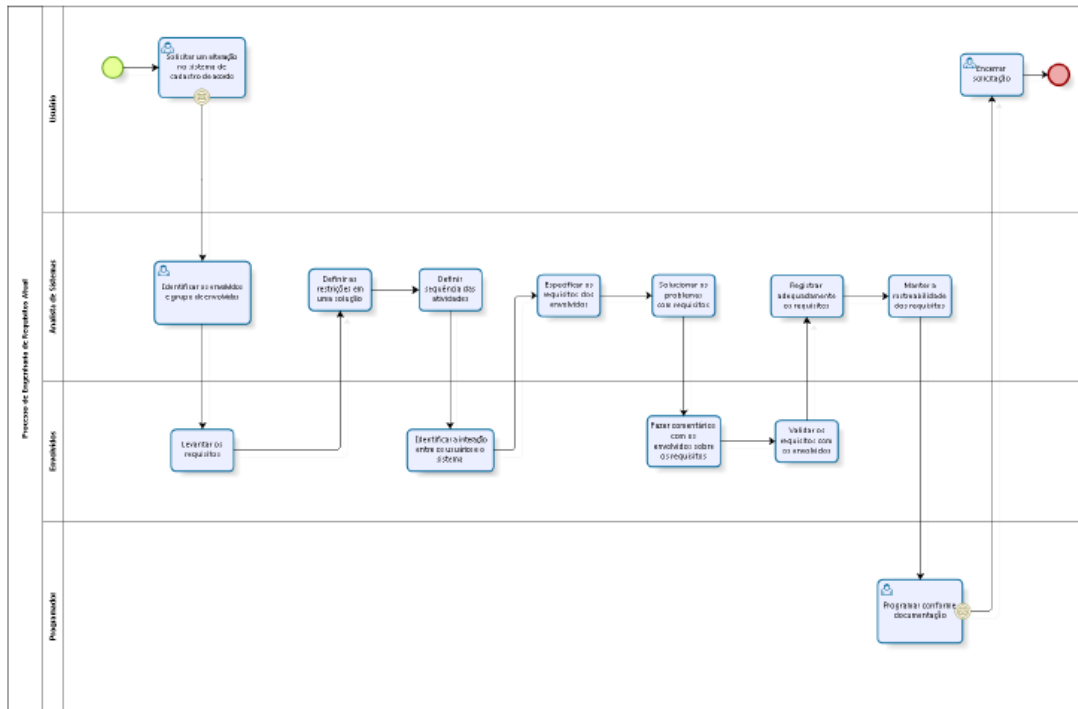 Processo de Engenharia de Requisitos Atual
Usuário
Solicitar um alteração
no sistema de
cadastro de acordo
Encerrar
solicitação
Analista de Sistemas
Identificar os envolvidos
e grupo de envolvidos
Definir as
restrições em
uma solução
Definir
sequência das
atividades
Especificar os
requisitos dos
envolvidos
Solucionar os
problemas
com requisitos
Registrar
adequadamente
os requisitos
Manter a
rastreabilidade
dos requisitos
Envolvidos
Levantar os
requisitos
Identificar a interação
entre os usuários e o
sistema
Fazer comentários
com os
envolvidos sobre
os requisitos
Validar os
requisitos com
os envolvidos
Programador
Programar conforme
documentação